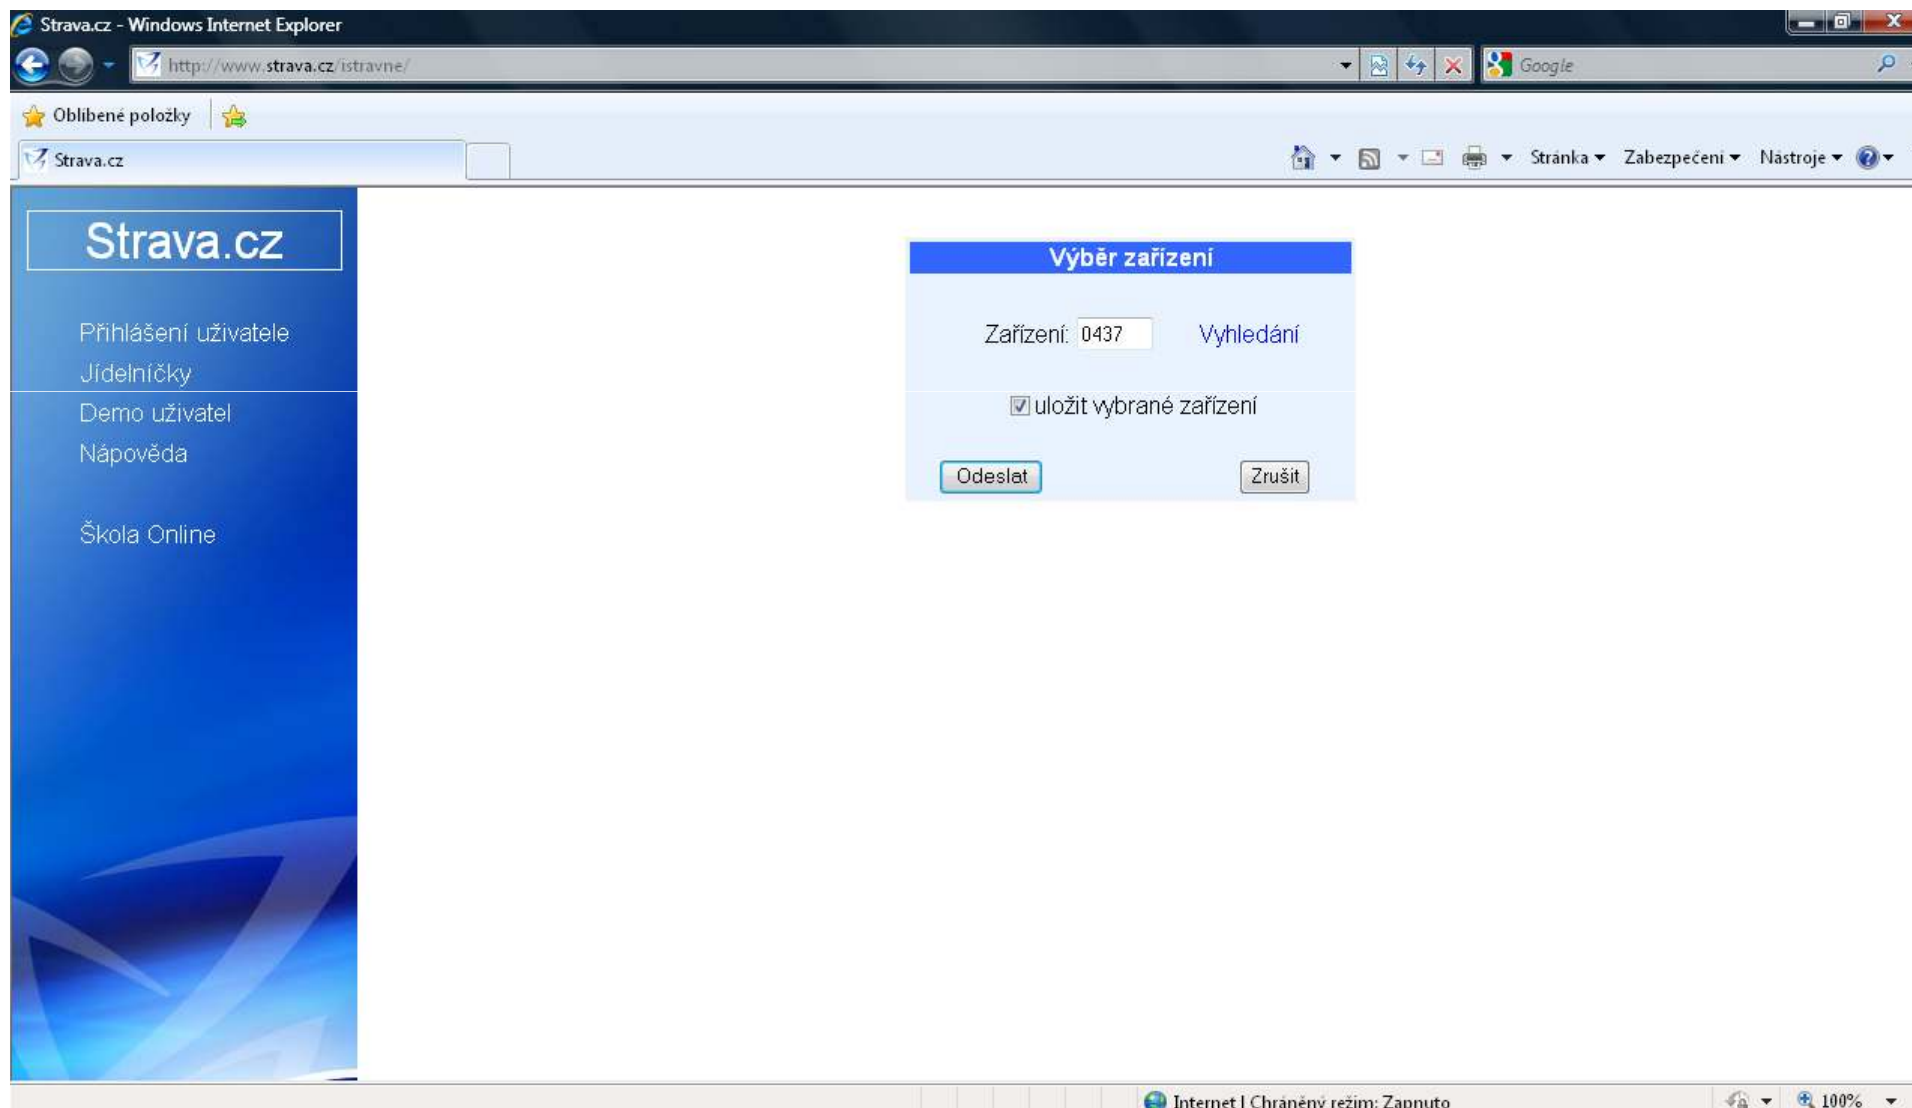 Strava.cz - Windows Internet Explorer
http://www.strava.cz/istravne/
Google
Oblíbené položky
Strava.cz
Stránka
Zabezpečení
Nástroje
Strava.cz
Přihlášení uživatele
Jídelníčky
Demo uživatel
Nápověda
Škola Online
Výběr zařízení
Zařízení: 0437 Vyhledání
uložit vybrané zařízení
Odeslat Zrušit
Internet | Chráněný režim: Zapnuto
100%